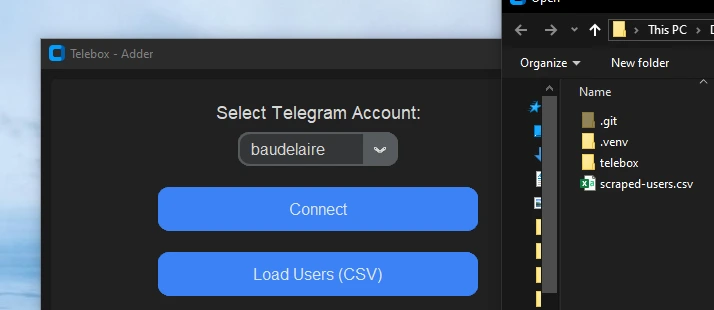 Open
Telebox - Adder
This PC
Organize
New folder
Select Telegram Account:
baudelaire
Connect
Load Users (CSV)
Name
.git
.venv
telebox
scraped-users.csv